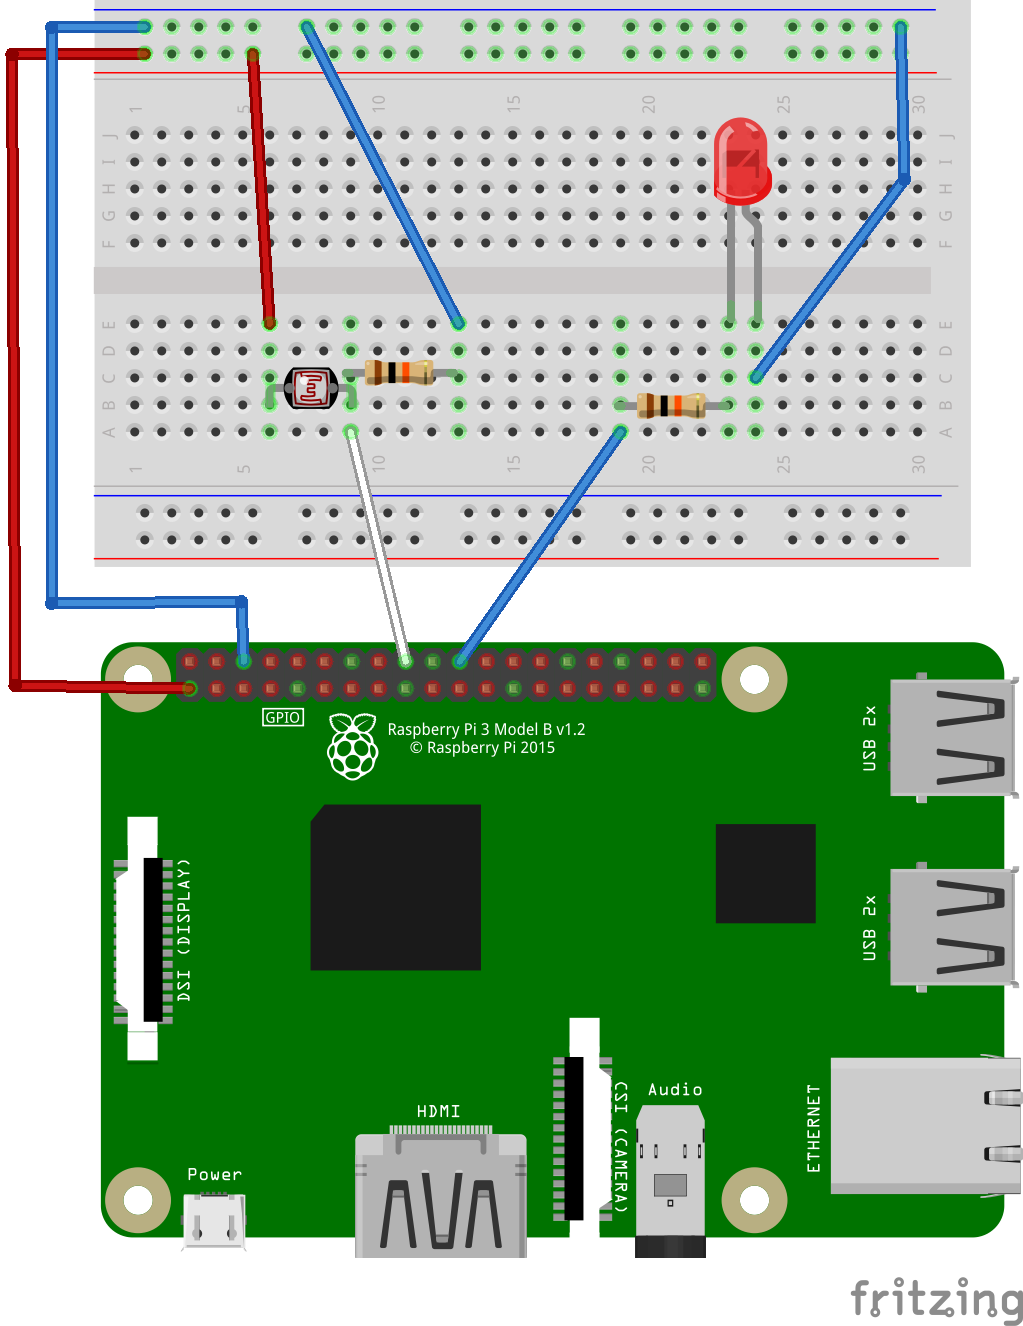 1 5 10 15 20 25 30
J J
I I
H H
G G
F F
E E
D D
C C
B B
A A
1 5 10 15 20 25 30
GPIO
Raspberry Pi 3 Model B v1.2
© Raspberry Pi 2015
USB 2x
DSI (DISPLAY)
USB 2x
CSI (CAMERA)
Audio
ETHERNET
HDMI
Power
fritzing